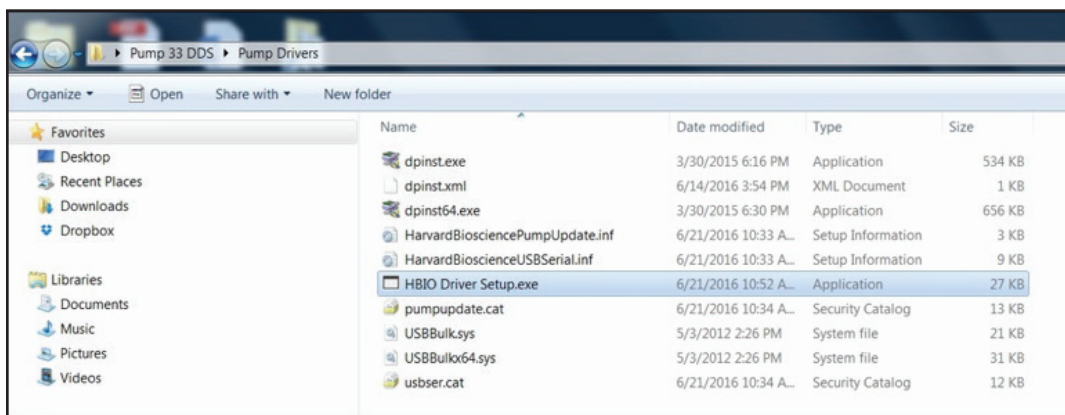 Pump 33 DDS Pump Drivers
Organize Open Share with New folder
Favorites
Desktop
Recent Places
Downloads
Dropbox
Libraries
Documents
Music
Pictures
Videos
Name Date modified Type Size
dpinst.exe 3/30/2015 6:16 PM Application 534 KB
dpinst.xml 6/14/2016 3:54 PM XML Document 1 KB
dpinst64.exe 3/30/2015 6:30 PM Application 656 KB
HarvardBiosciencePumpUpdate.inf 6/21/2016 10:33 A... Setup Information 3 KB
HarvardBioscienceUSBSerial.inf 6/21/2016 10:33 A... Setup Information 9 KB
HBIO Driver Setup.exe 6/21/2016 10:52 A... Application 27 KB
pumpupdate.cat 6/21/2016 10:34 A... Security Catalog 13 KB
USBBulk.sys 5/3/2012 2:26 PM System file 21 KB
USBBulkx64.sys 5/3/2012 2:26 PM System file 31 KB
usbser.cat 6/21/2016 10:34 A... Security Catalog 12 KB